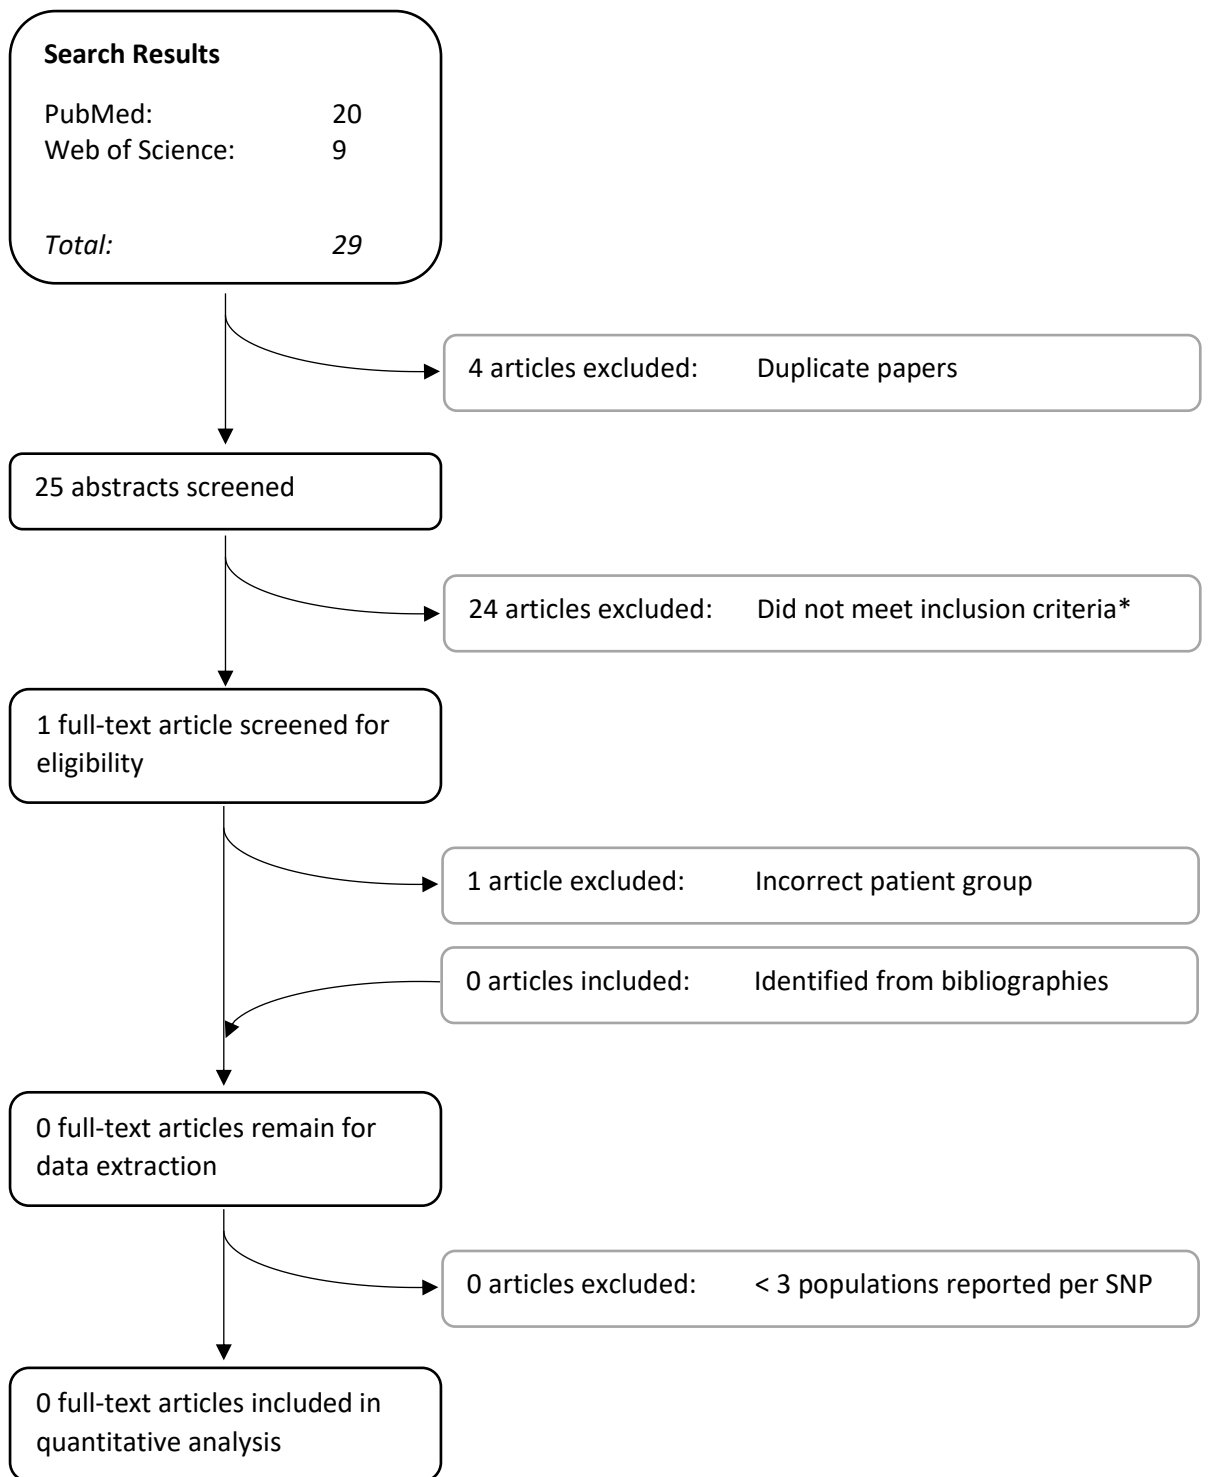 Search Results
PubMed: 20
Web of Science: 9
Total: 29
4 articles excluded: Duplicate papers
25 abstracts screened
24 articles excluded: Did not meet inclusion criteria*
1 full-text article screened for
eligibility
1 article excluded: Incorrect patient group
0 articles included: Identified from bibliographies
0 full-text articles remain for
data extraction
0 articles excluded: < 3 populations reported per SNP
0 full-text articles included in
quantitative analysis